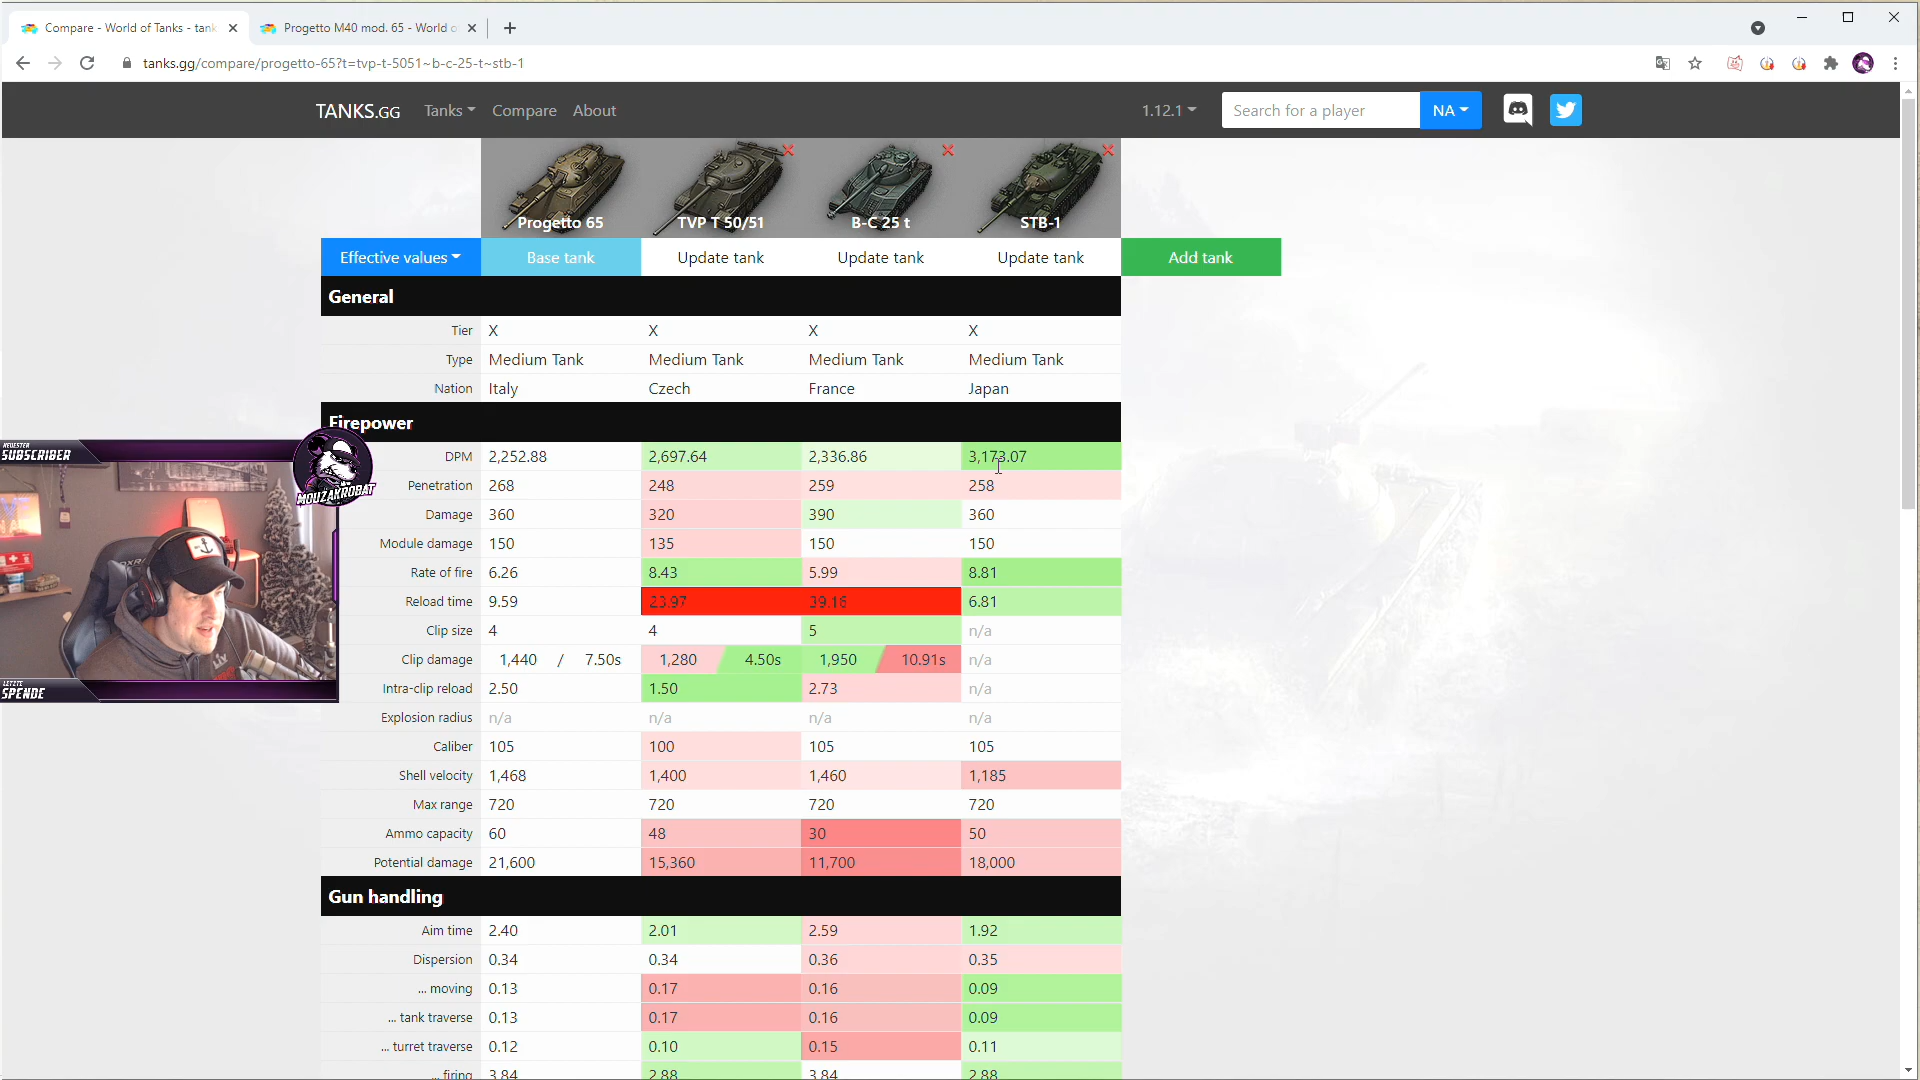 Compare - World of Tanks - tank
Progetto M40 mod. 65 - World o
tanks.gg/compare/progetto-65?t=tvp-t-5051~b-c-25-t~stb-1
TANKS.GG Tanks Compare About 1.12.1 Search for a player NA
Progetto 65 TVP T 50/51 B-C 25 t STB-1
Effective values Base tank Update tank Update tank Update tank Add tank
General
Tier X X X X
Type Medium Tank Medium Tank Medium Tank Medium Tank
Nation Italy Czech France Japan
Firepower
DPM 2,252.88 2,697.64 2,336.86 3,173.07
Penetration 268 248 259 258
Damage 360 320 390 360
Module damage 150 135 150 150
Rate of fire 6.26 8.43 5.99 8.81
Reload time 9.59 23.97 39.16 6.81
Clip size 4 4 5 n/a
Clip damage 1,440 / 7.50s 1,280 4.50s 1,950 10.91s n/a
Intra-clip reload 2.50 1.50 2.73 n/a
Explosion radius n/a n/a n/a n/a
Caliber 105 100 105 105
Shell velocity 1,468 1,400 1,460 1,185
Max range 720 720 720 720
Ammo capacity 60 48 30 50
Potential damage 21,600 15,360 11,700 18,000
Gun handling
Aim time 2.40 2.01 2.59 1.92
Dispersion 0.34 0.34 0.36 0.35
... moving 0.13 0.17 0.16 0.09
... tank traverse 0.13 0.17 0.16 0.09
... turret traverse 0.12 0.10 0.15 0.11
... firing 3.84 2.88 3.84 2.88
NEUESTER
SUBSCRIBER
MOUZAKROBAT
LETZTE
SPENDE